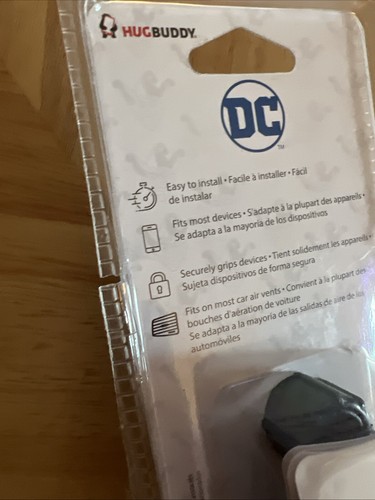 HUGBUDDY
DC
TM
Easy to install • Facile à installer • Fácil
de instalar
Fits most devices • S'adapte à la plupart des appareils •
Se adapta a la mayoría de los dispositivos
Securely grips devices • Tient solidement les appareils •
Sujeta dispositivos de forma segura
Fits on most car air vents • Convient à la plupart des
bouches d'aération de voiture
Se adapta a la mayoría de las salidas de aire de los
automóviles